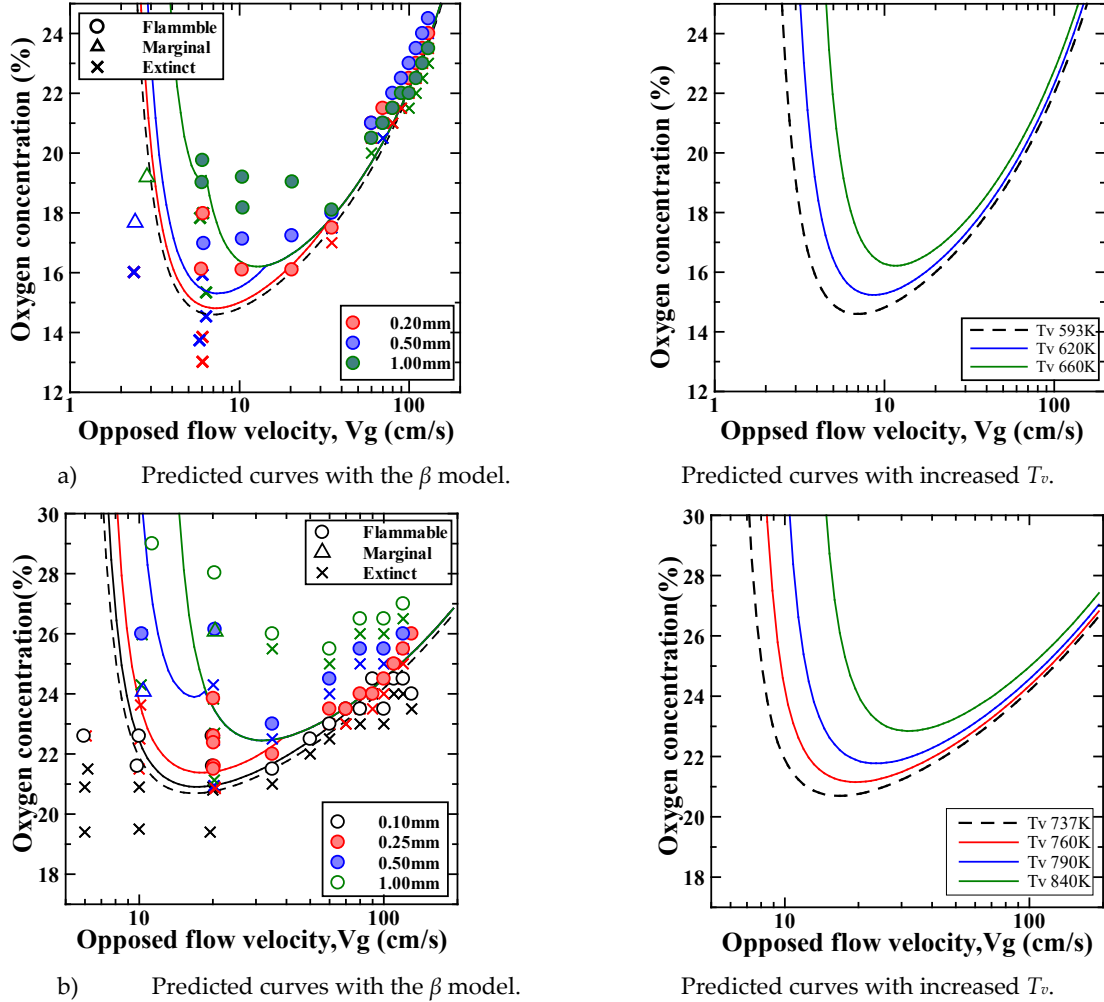 Oxygen concentration (%)
24
22
20
18
16
14
12
Flammble
Marginal
Extinct
0.20mm
0.50mm
1.00mm
1 10 100
Opposed flow velocity, Vg (cm/s)
a) Predicted curves with the β model.
Oxygen concentration (%)
24
22
20
18
16
14
12
Tv 593K
Tv 620K
Tv 660K
1 10 100
Oppsed flow velocity, Vg (cm/s)
Predicted curves with increased Tv.
Oxygen concentration(%)
30
28
26
24
22
20
18
Flammable
Marginal
Extinct
0.10mm
0.25mm
0.50mm
1.00mm
10 100
Opposed flow velocity,Vg (cm/s)
b) Predicted curves with the β model.
Oxygen concentration(%)
30
28
26
24
22
20
18
Tv 737K
Tv 760K
Tv 790K
Tv 840K
10 100
Opposed flow velocity,Vg (cm/s)
Predicted curves with increased Tv.